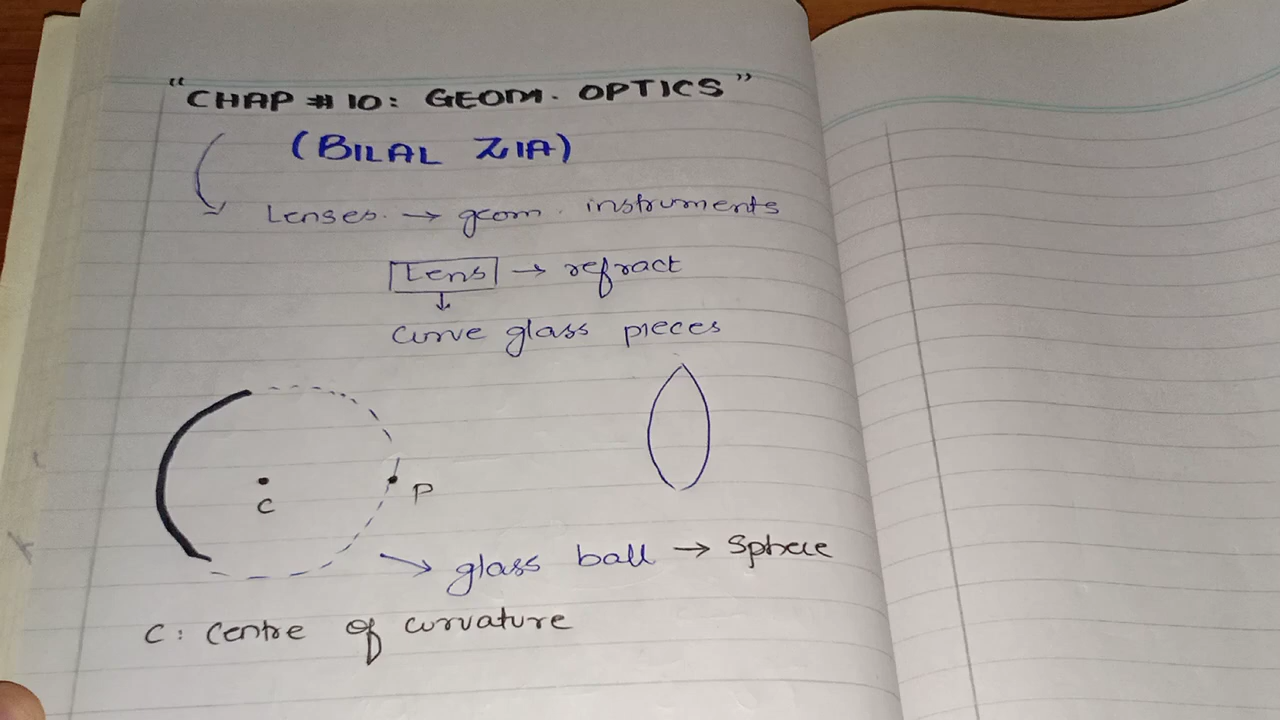 "CHAP # 10: GEOM. OPTICS"
(BILAL ZIA)
Lenses. → geom. instruments
Lens → refract
↓
curve glass pieces
C
P
→ glass ball → Sphere
C: Centre of curvature